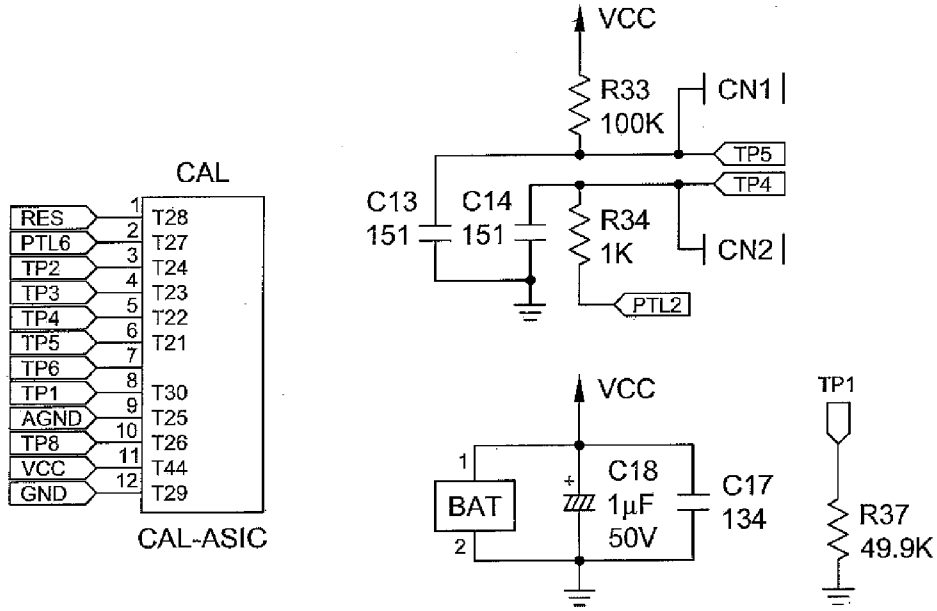 CAL
RES 1 T28
PTL6 2 T27
TP2 3 T24
TP3 4 T23
TP4 5 T22
TP5 6 T21
TP6 7
TP1 8 T30
AGND 9 T25
TP8 10 T26
VCC 11 T44
GND 12 T29
CAL-ASIC
VCC
R33
100K
CN1
TP5
TP4
C13
151
C14
151
R34
1K
CN2
PTL2
VCC
1
BAT
2
+
C18
1µF
50V
C17
134
TP1
R37
49.9K